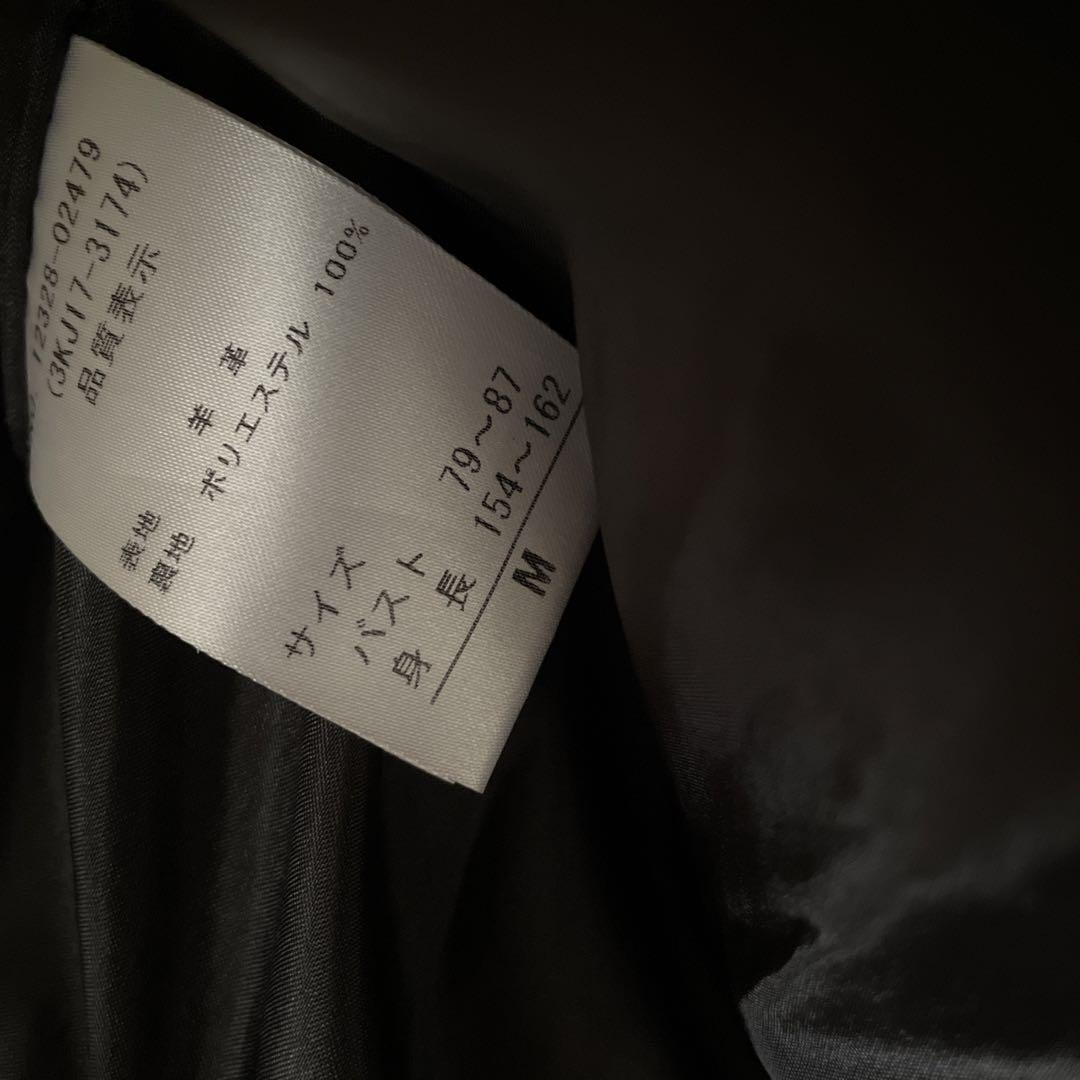 12328-02479
(3KJ17-3174)
品質表示
表地 羊革
裏地 ポリエステル 100%
サイズ
バスト 79～87
身長 154～162
M